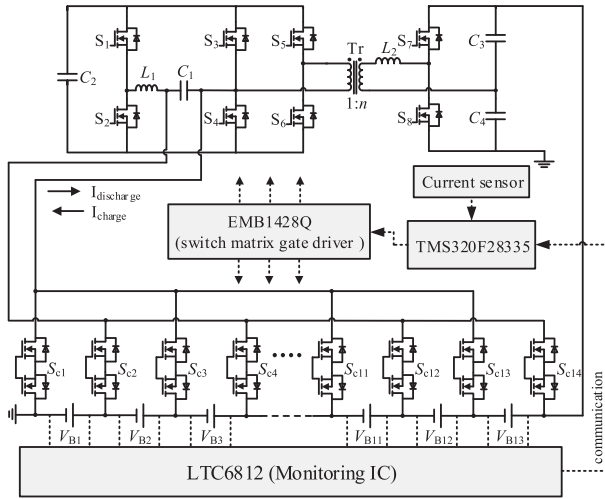 S1
S3
S5
Tr
L2
S7
C3
C2
L1
C1
S2
S4
S6
1:n
S8
C4
Idischarge
Icharge
Current sensor
EMB1428Q
(switch matrix gate driver )
TMS320F28335
Sc1
Sc2
Sc3
Sc4
Sc11
Sc12
Sc13
Sc14
VB1
VB2
VB3
VB11
VB12
VB13
communication
LTC6812 (Monitoring IC)